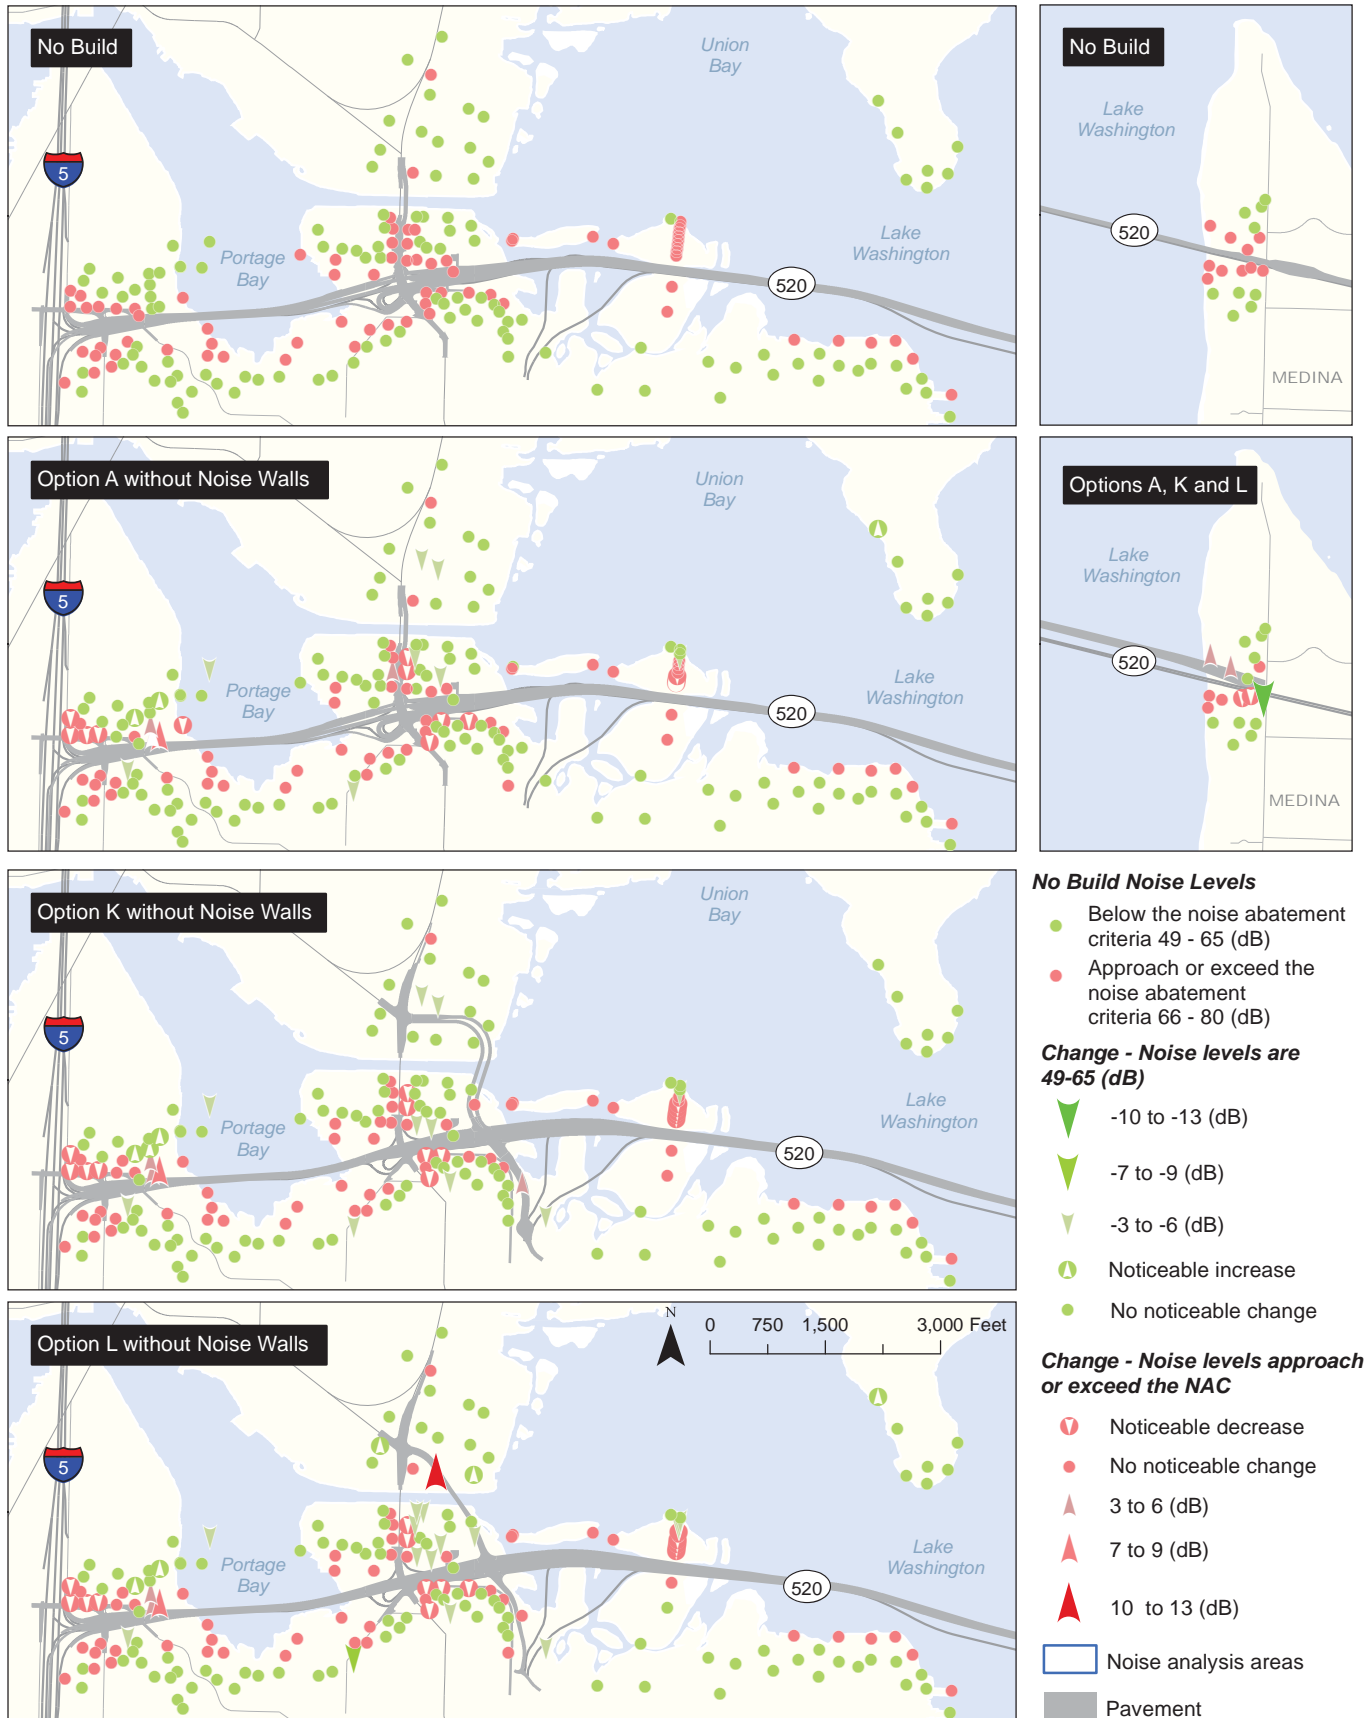 No Build
Union
Bay
5
Portage
Bay
Lake
Washington
520
No Build
Lake
Washington
520
MEDINA
Option A without Noise Walls
Union
Bay
5
Portage
Bay
Lake
Washington
520
Options A, K and L
Lake
Washington
520
MEDINA
Option K without Noise Walls
Union
Bay
5
Portage
Bay
Lake
Washington
520
Option L without Noise Walls
N
0 750 1,500 3,000 Feet
5
Portage
Bay
Lake
Washington
520
No Build Noise Levels
Below the noise abatement
criteria 49 - 65 (dB)
Approach or exceed the
noise abatement
criteria 66 - 80 (dB)
Change - Noise levels are
49-65 (dB)
-10 to -13 (dB)
-7 to -9 (dB)
-3 to -6 (dB)
Noticeable increase
No noticeable change
Change - Noise levels approach
or exceed the NAC
Noticeable decrease
No noticeable change
3 to 6 (dB)
7 to 9 (dB)
10 to 13 (dB)
Noise analysis areas
Pavement